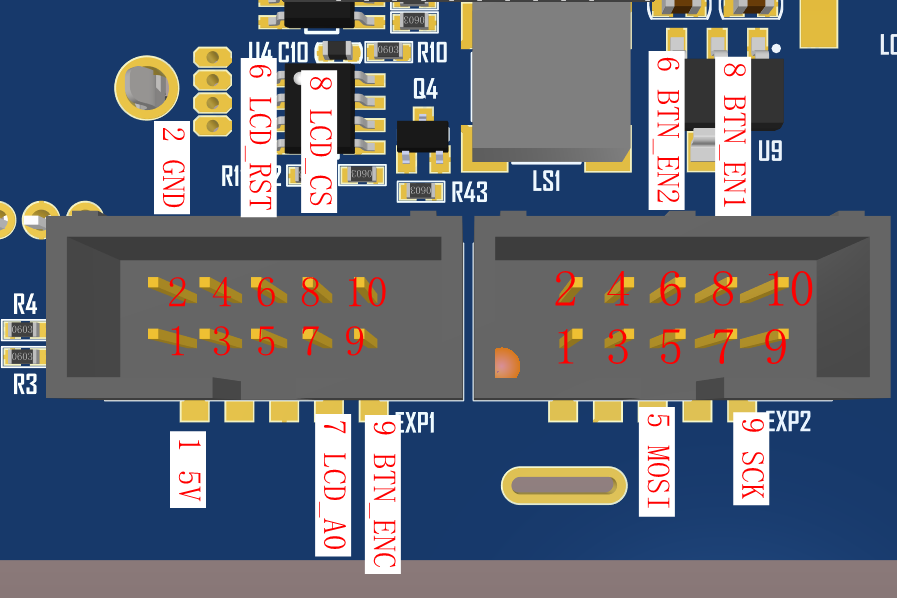 U4 C10
0603
R10
0603
LC
Q4
6 LCD_RST
8 LCD_CS
6 BTN_EN2
8 BTN_EN1
U9
2 GND
2
0603
0603
R43
LS1
2 4 6 8 10
1 3 5 7 9
2 4 6 8 10
1 3 5 7 9
R4
0603
0603
R3
EXP1
EXP2
1 5V
7 LCD_A0
9 BTN_ENC
5 MOSI
9 SCK